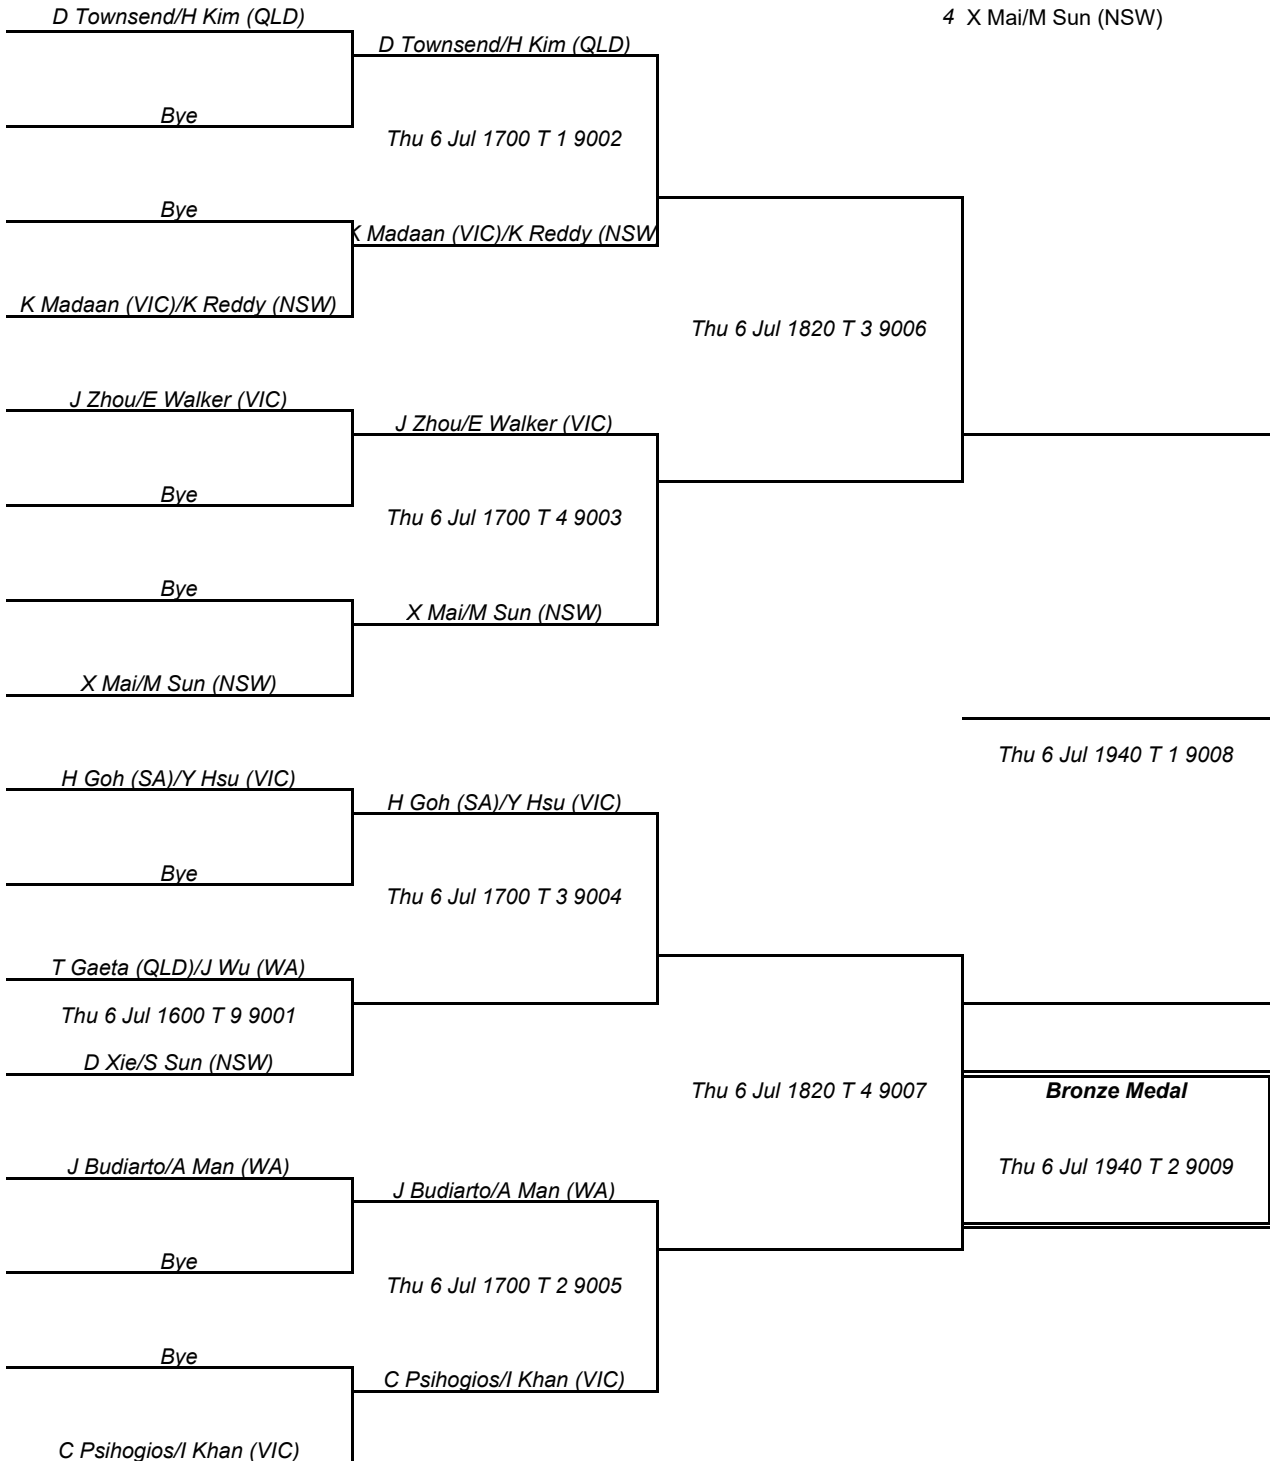 D Townsend/H Kim (QLD)
4 X Mai/M Sun (NSW)
D Townsend/H Kim (QLD)
Bye
Thu 6 Jul 1700 T 1 9002
Bye
K Madaan (VIC)/K Reddy (NSW
K Madaan (VIC)/K Reddy (NSW)
Thu 6 Jul 1820 T 3 9006
J Zhou/E Walker (VIC)
J Zhou/E Walker (VIC)
Bye
Thu 6 Jul 1700 T 4 9003
Bye
X Mai/M Sun (NSW)
X Mai/M Sun (NSW)
Thu 6 Jul 1940 T 1 9008
H Goh (SA)/Y Hsu (VIC)
H Goh (SA)/Y Hsu (VIC)
Bye
Thu 6 Jul 1700 T 3 9004
T Gaeta (QLD)/J Wu (WA)
Thu 6 Jul 1600 T 9 9001
D Xie/S Sun (NSW)
Thu 6 Jul 1820 T 4 9007
Bronze Medal
J Budiarto/A Man (WA)
Thu 6 Jul 1940 T 2 9009
J Budiarto/A Man (WA)
Bye
Thu 6 Jul 1700 T 2 9005
Bye
C Psihogios/I Khan (VIC)
C Psihogios/I Khan (VIC)